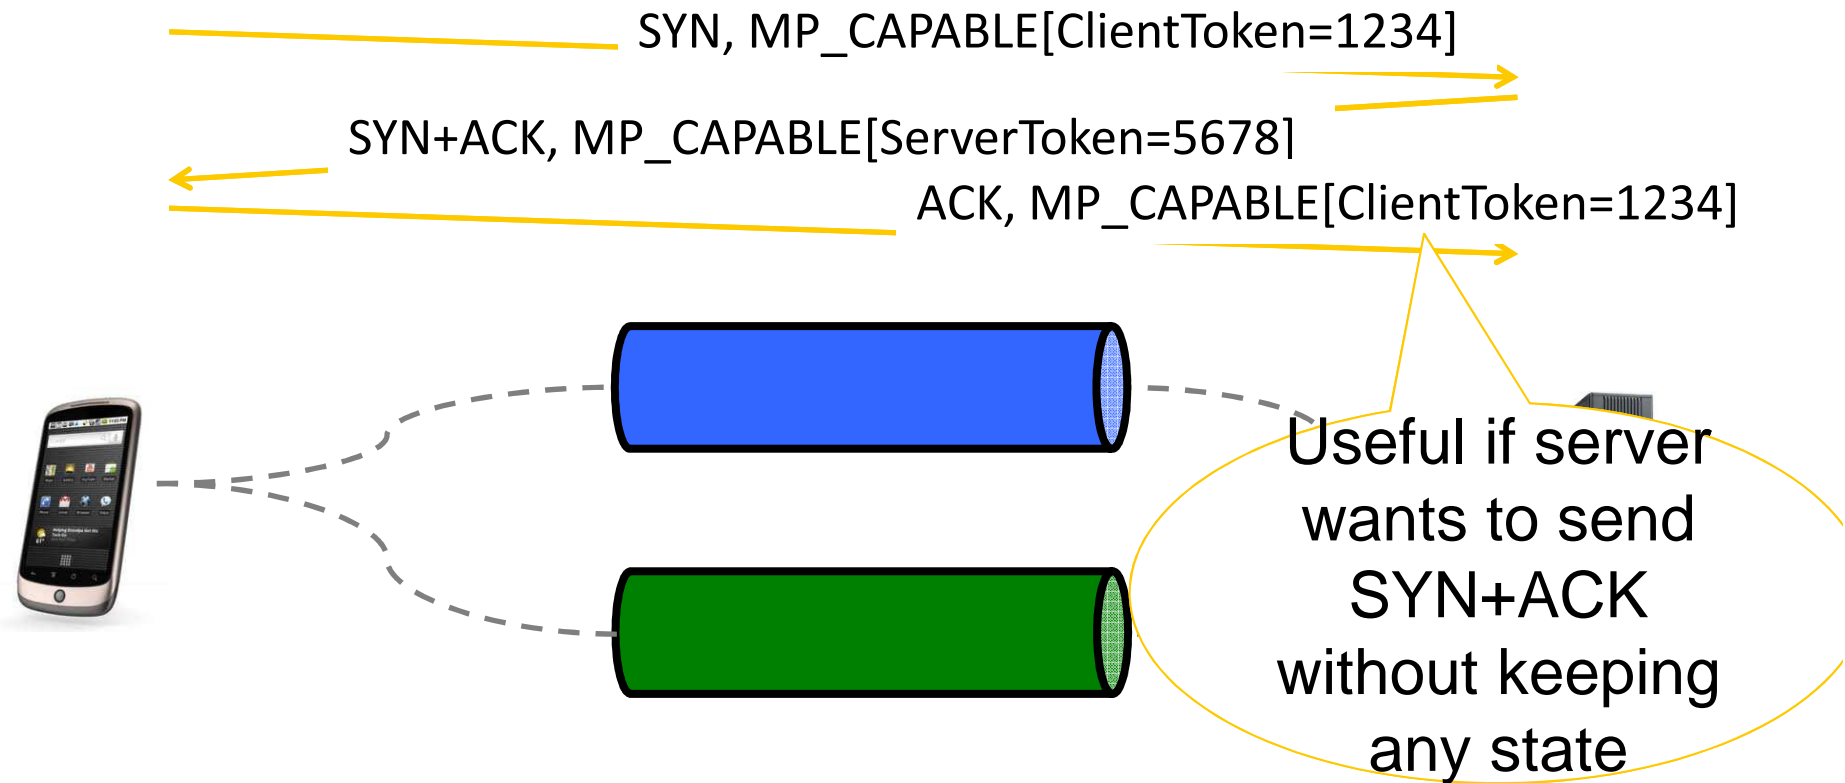 SYN, MP_CAPABLE[ClientToken=1234]
SYN+ACK, MP_CAPABLE[ServerToken=5678]
ACK, MP_CAPABLE[ClientToken=1234]
Useful if server
wants to send
SYN+ACK
without keeping
any state